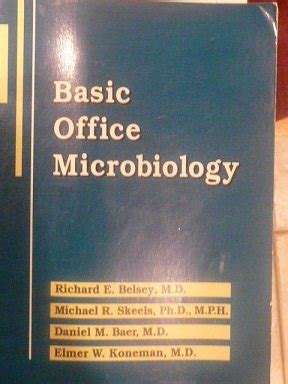 Basic
Office
Microbiology
Richard E. Belsey, M.D.
Michael R. Skeels, Ph.D., M.P.H.
Daniel M. Baer, M.D.
Elmer W. Koneman, M.D.